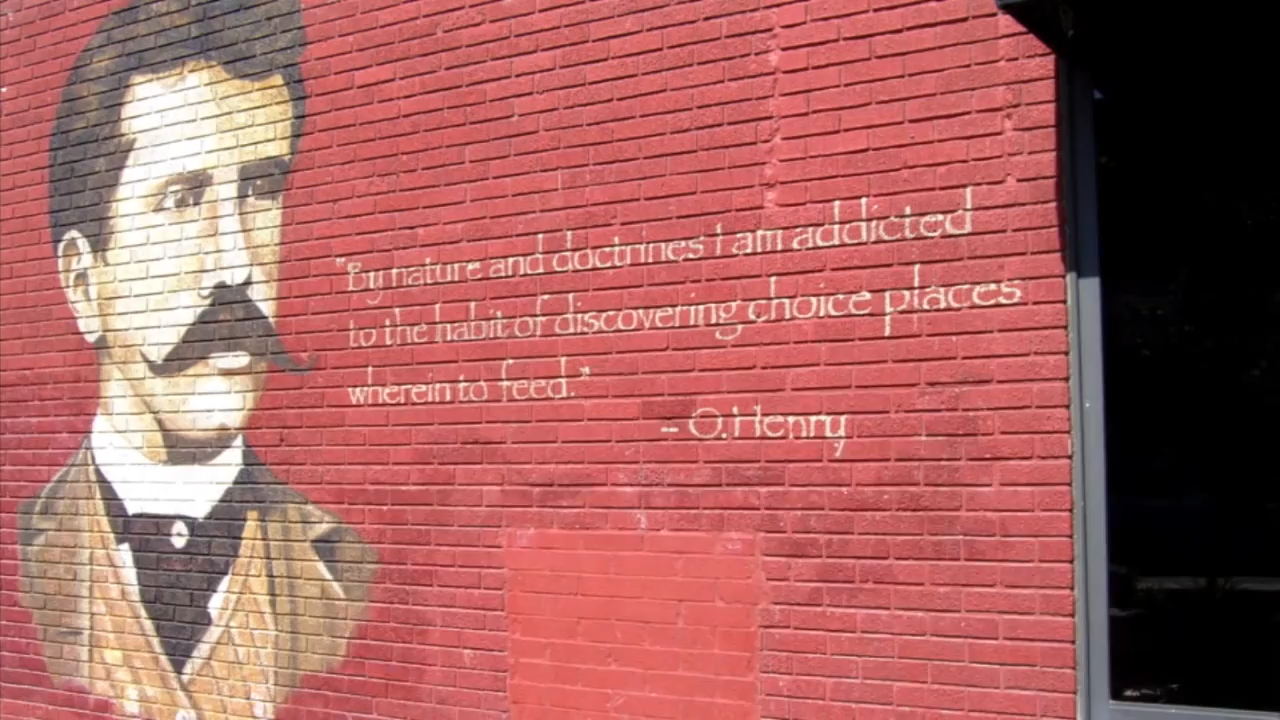 "By nature and doctrines I am addicted
to the habit of discovering choice places
wherein to feed."
-- O. Henry